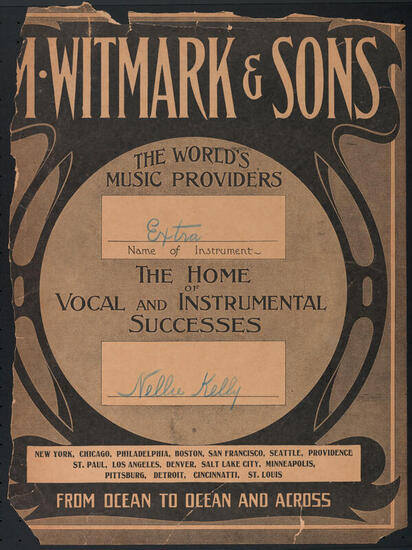 M. WITMARK & SONS
THE WORLD'S
MUSIC PROVIDERS
Extra
Name of Instrument
THE HOME
OF
VOCAL AND INSTRUMENTAL
SUCCESSES
Nellie Kelly
NEW YORK, CHICAGO, PHILADELPHIA, BOSTON, SAN FRANCISCO, SEATTLE, PROVIDENCE
ST. PAUL, LOS ANGELES, DENVER, SALT LAKE CITY, MINNEAPOLIS,
PITTSBURG, DETROIT, CINCINNATTI, ST. LOUIS
FROM OCEAN TO OCEAN AND ACROSS